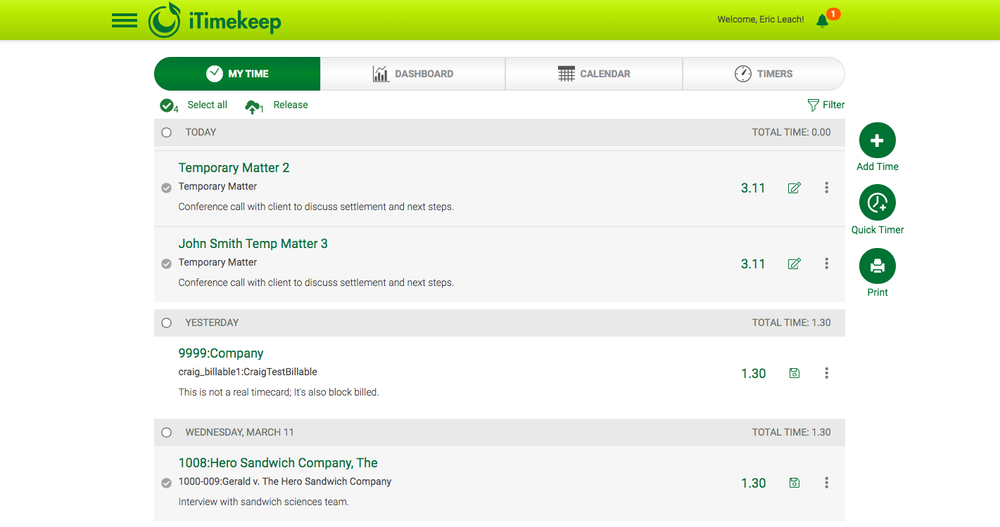 iTimekeep
Welcome, Eric Leach!
1
MY TIME
DASHBOARD
CALENDAR
TIMERS
4 Select all
1 Release
Filter
TODAY
TOTAL TIME: 0.00
Temporary Matter 2
Temporary Matter
Conference call with client to discuss settlement and next steps.
3.11
John Smith Temp Matter 3
Temporary Matter
Conference call with client to discuss settlement and next steps.
3.11
YESTERDAY
TOTAL TIME: 1.30
9999:Company
craig_billable1:CraigTestBillable
This is not a real timecard; It's also block billed.
1.30
WEDNESDAY, MARCH 11
TOTAL TIME: 1.30
1008:Hero Sandwich Company, The
1000-009:Gerald v. The Hero Sandwich Company
Interview with sandwich sciences team.
1.30
Add Time
Quick Timer
Print